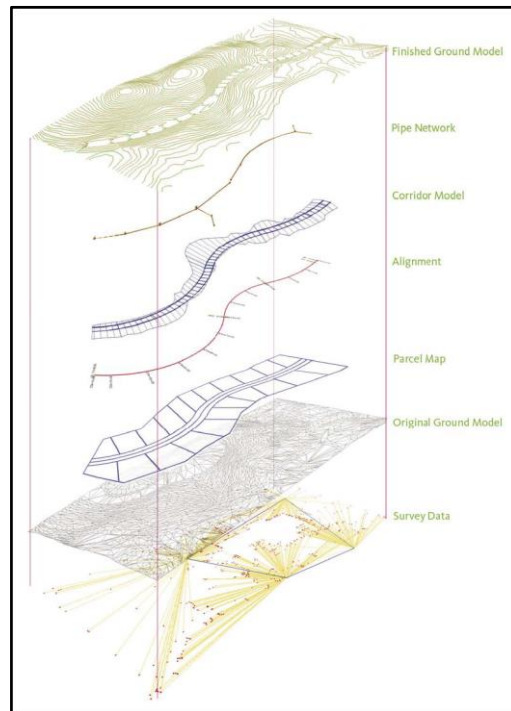 Finished Ground Model
Pipe Network
Corridor Model
Alignment
Parcel Map
Original Ground Model
Survey Data